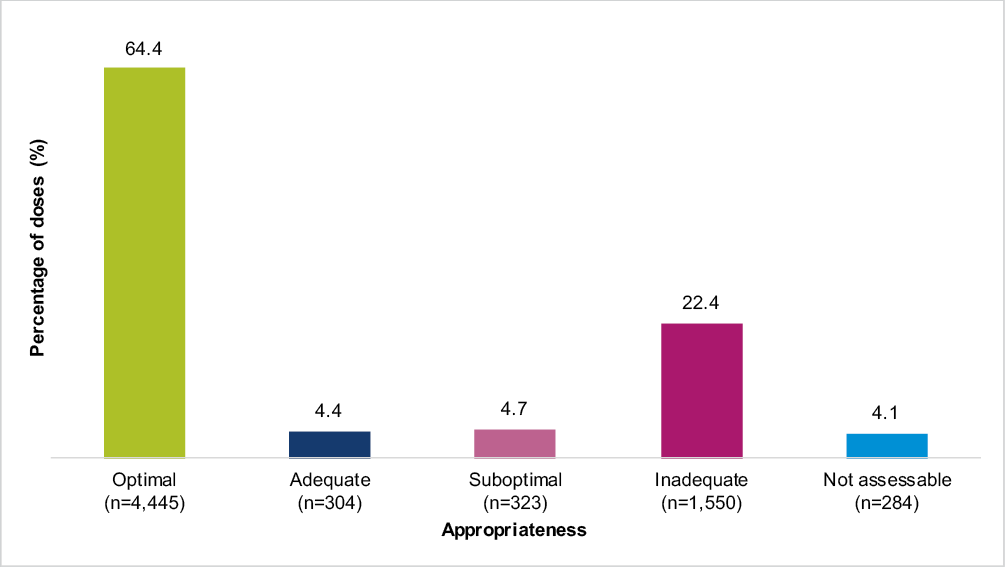 64.4
22.4
4.4
4.7
4.1
Percentage of doses (%)
Optimal
(n=4,445)
Adequate
(n=304)
Suboptimal
(n=323)
Inadequate
(n=1,550)
Not assessable
(n=284)
Appropriateness